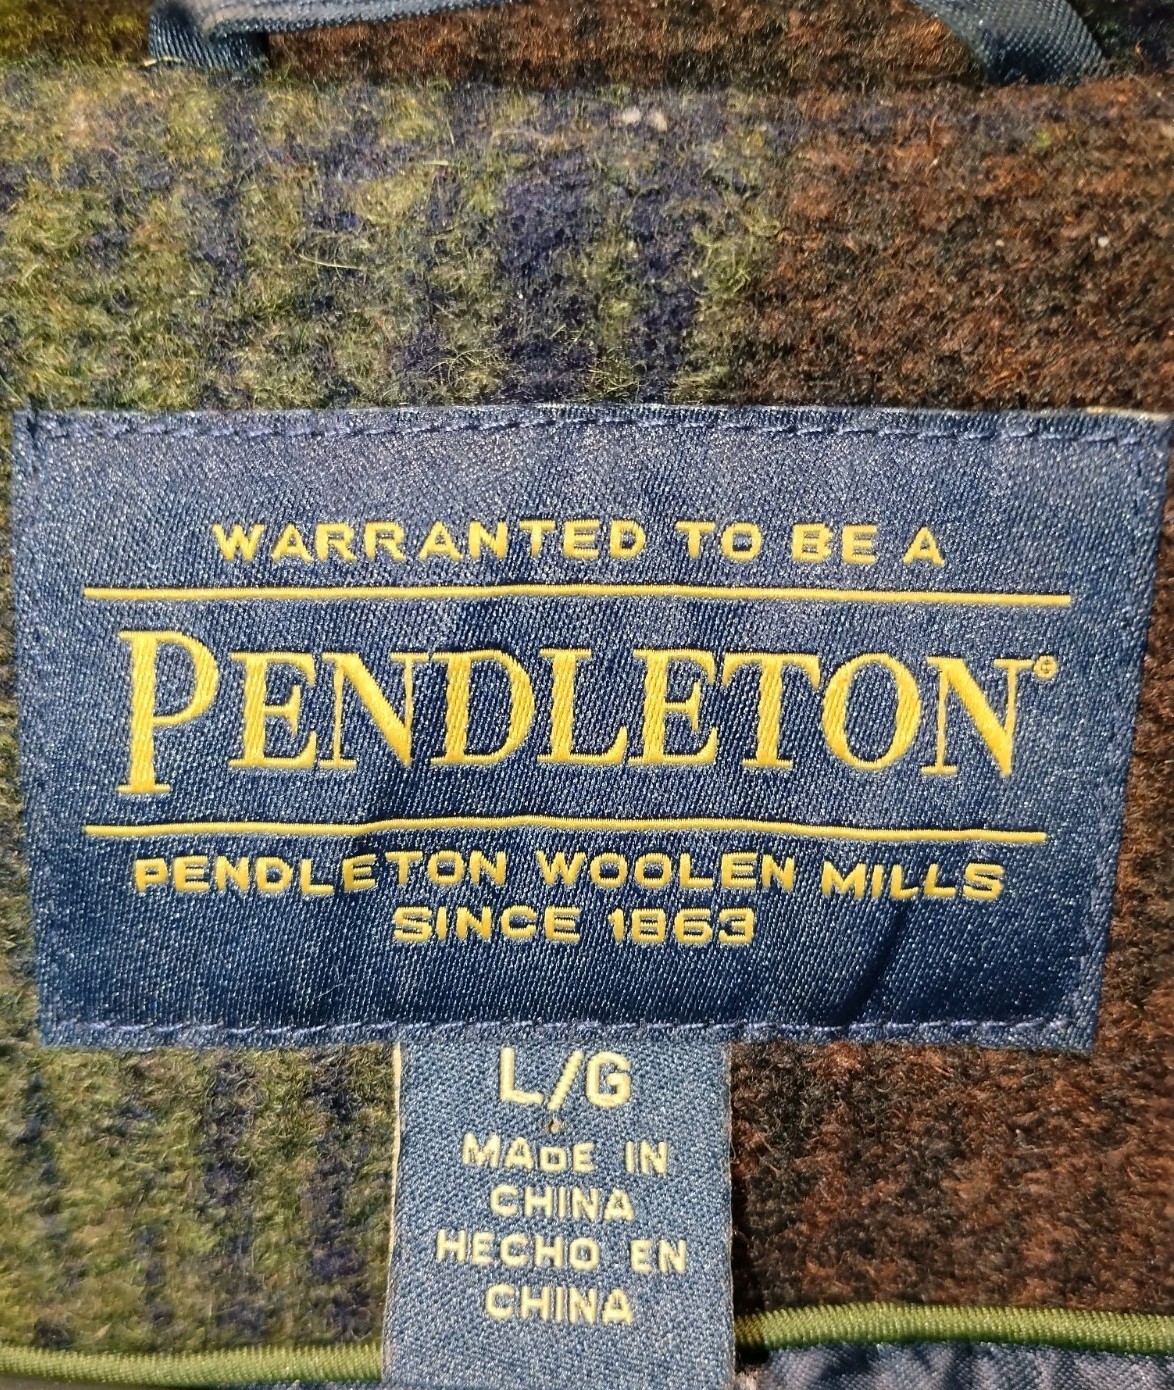 WARRANTED TO BE A
PENDLETON®
PENDLETON WOOLEN MILLS
SINCE 1863
L/G
MADE IN
CHINA
HECHO EN
CHINA